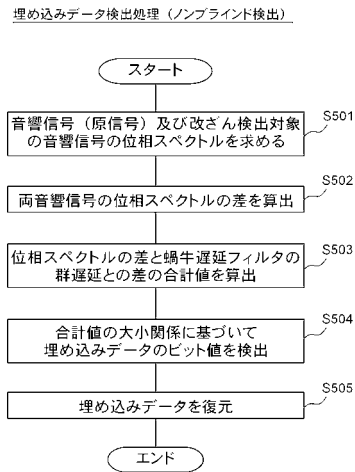 埋め込みデータ検出処理（ノンブラインド検出）
スタート
S501
音響信号（原信号）及び改ざん検出対象
の音響信号の位相スペクトルを求める
S502
両音響信号の位相スペクトルの差を算出
S503
位相スペクトルの差と蝸牛遅延フィルタの
群遅延との差の合計値を算出
S504
合計値の大小関係に基づいて
埋め込みデータのビット値を検出
S505
埋め込みデータを復元
エンド